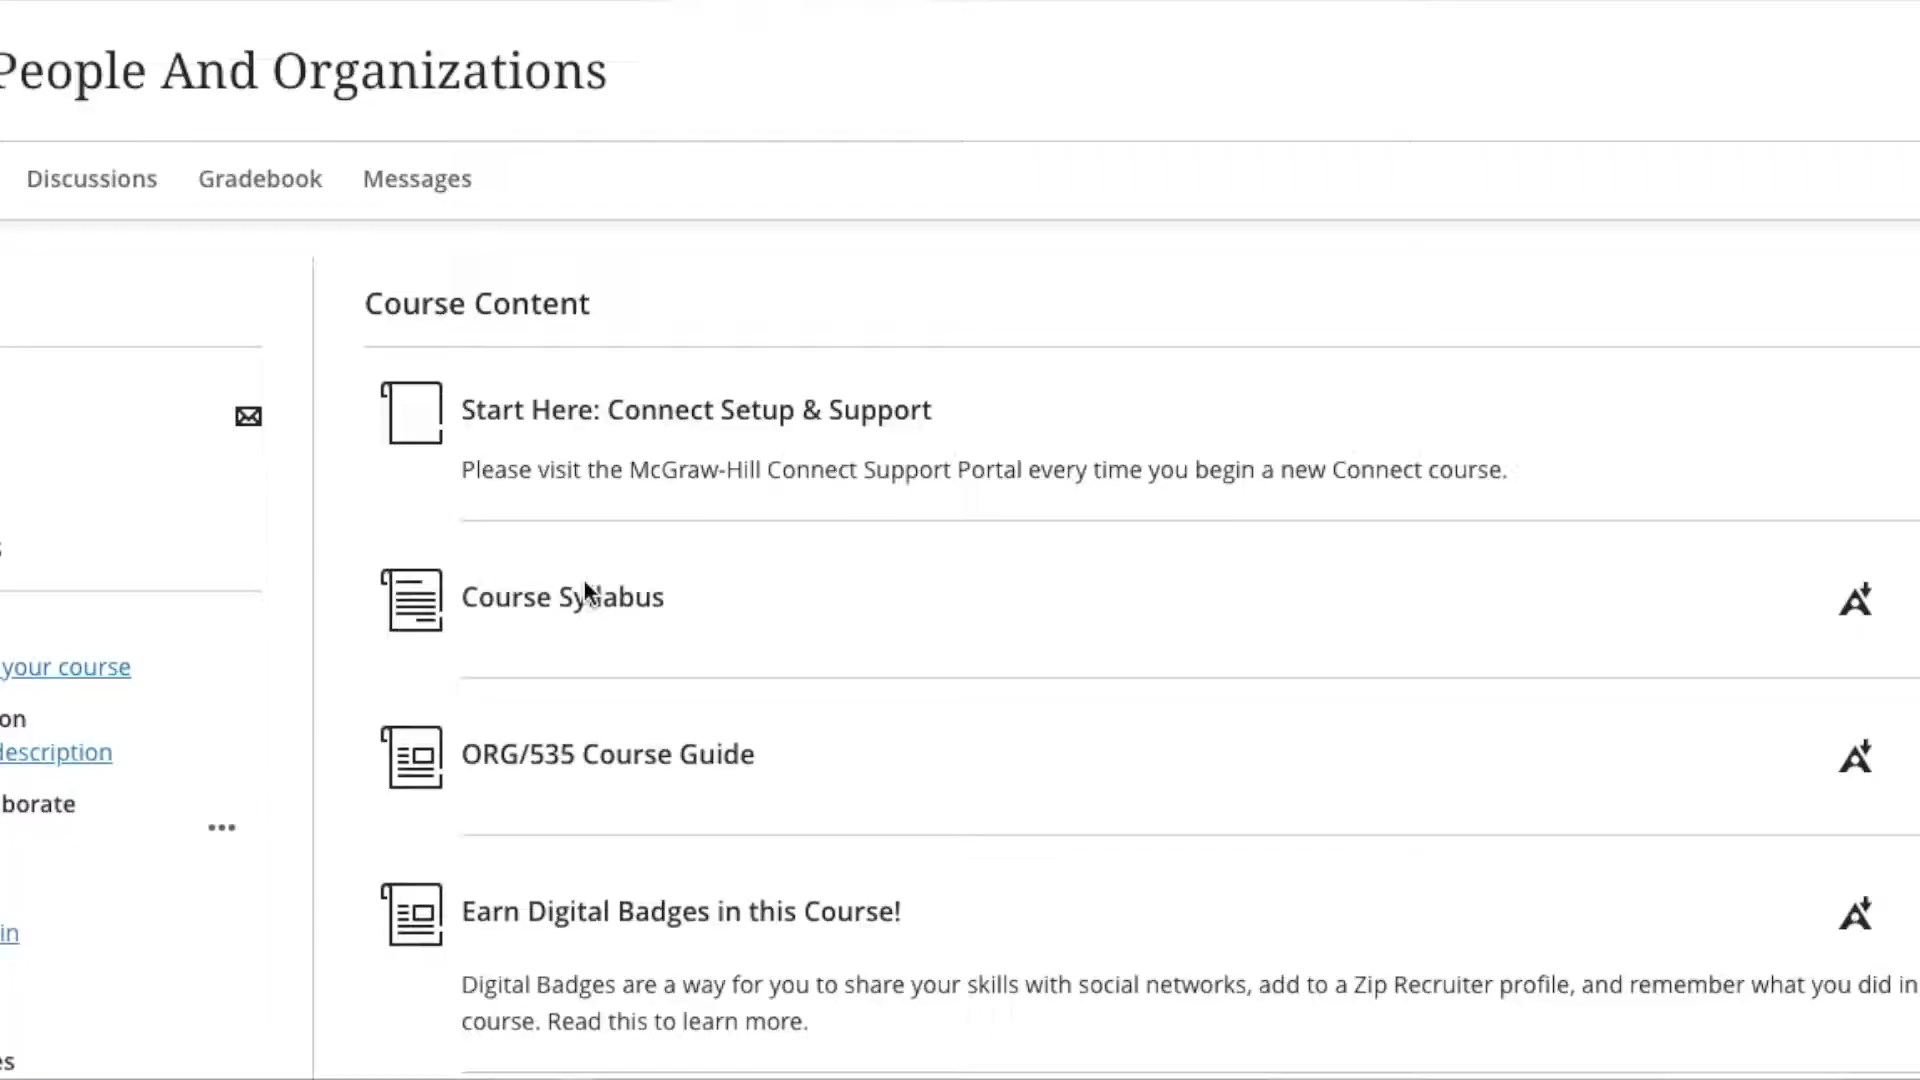 People And Organizations
Discussions Gradebook Messages
Course Content
Start Here: Connect Setup & Support
Please visit the McGraw-Hill Connect Support Portal every time you begin a new Connect course.
Course Syllabus
your course
ORG/535 Course Guide
on
description
borate
Earn Digital Badges in this Course!
in
Digital Badges are a way for you to share your skills with social networks, add to a Zip Recruiter profile, and remember what you did in
course. Read this to learn more.
es